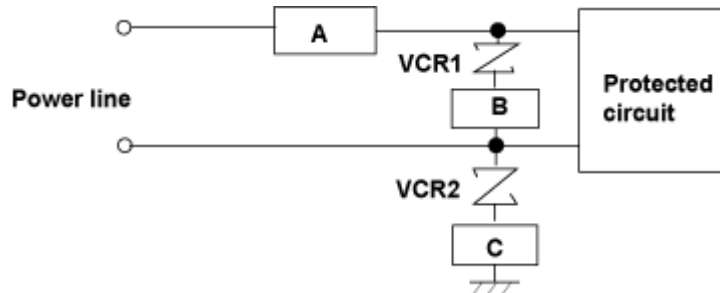 A
VCR1
Power line
B
Protected
circuit
VCR2
C